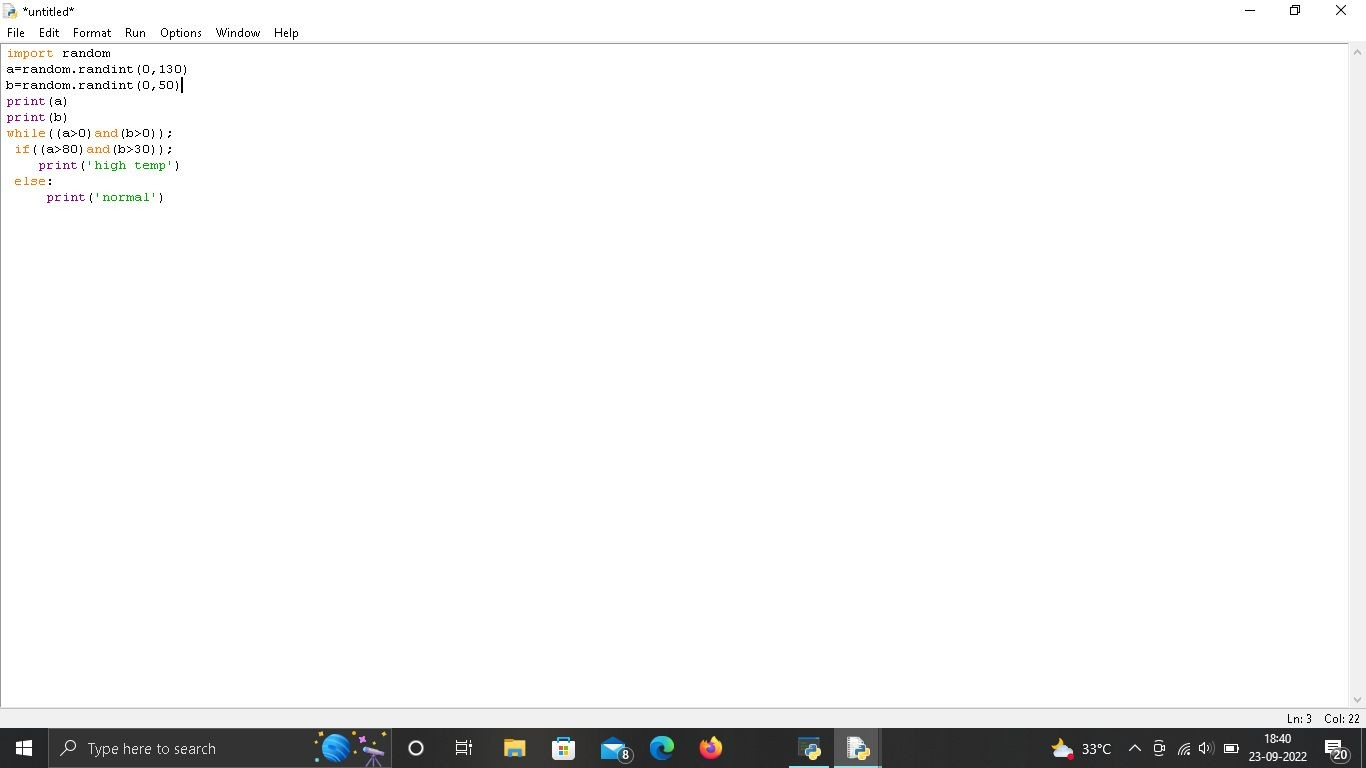 *untitled*
File Edit Format Run Options Window Help
import random
a=random.randint(0,130)
b=random.randint(0,50)
print(a)
print(b)
while((a>0)and(b>0));
 if((a>80)and(b>30));
    print('high temp')
 else:
     print('normal')
Ln: 3 Col: 22
Type here to search
8
33°C
18:40
23-09-2022
20